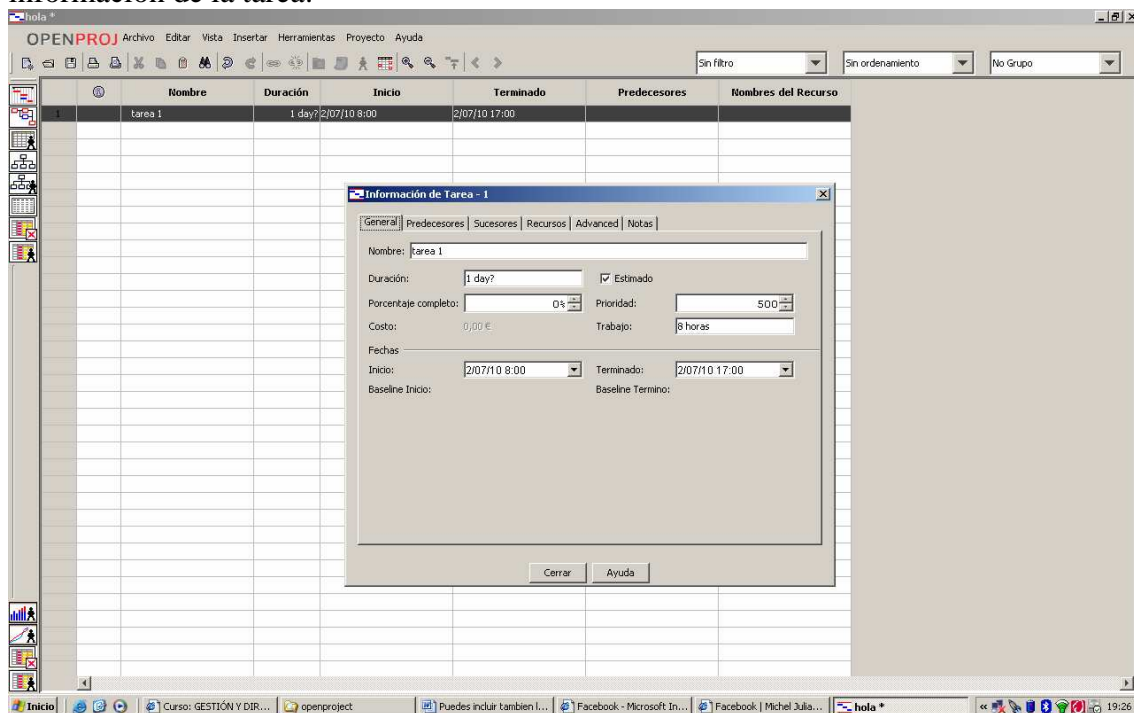 información de la tarea.
hola *
OPENPROJ Archivo Editar Vista Insertar Herramientas Proyecto Ayuda
Sin filtro Sin ordenamiento No Grupo
Nombre Duración Inicio Terminado Predecesores Nombres del Recurso
1 tarea 1 1 day? 2/07/10 8:00 2/07/10 17:00
Información de Tarea - 1
General Predecesores Sucesores Recursos Advanced Notas
Nombre: tarea 1
Duración: 1 day? Estimado
Porcentaje completo: 0% Prioridad: 500
Costo: 0,00 € Trabajo: 8 horas
Fechas
Inicio: 2/07/10 8:00 Terminado: 2/07/10 17:00
Baseline Inicio: Baseline Termino:
Cerrar Ayuda
Inicio Curso: GESTIÓN Y DIR... openproject Puedes incluir tambien l... Facebook - Microsoft In... Facebook | Michel Julia... hola * 19:26